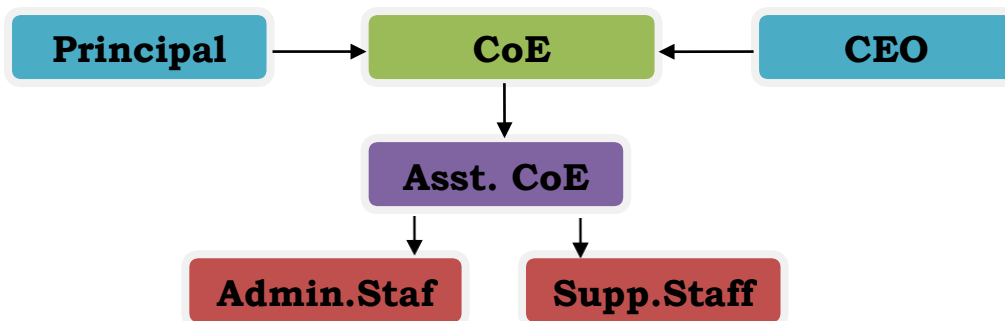 Principal
CoE
CEO
Asst. CoE
Admin.Staf
Supp.Staff